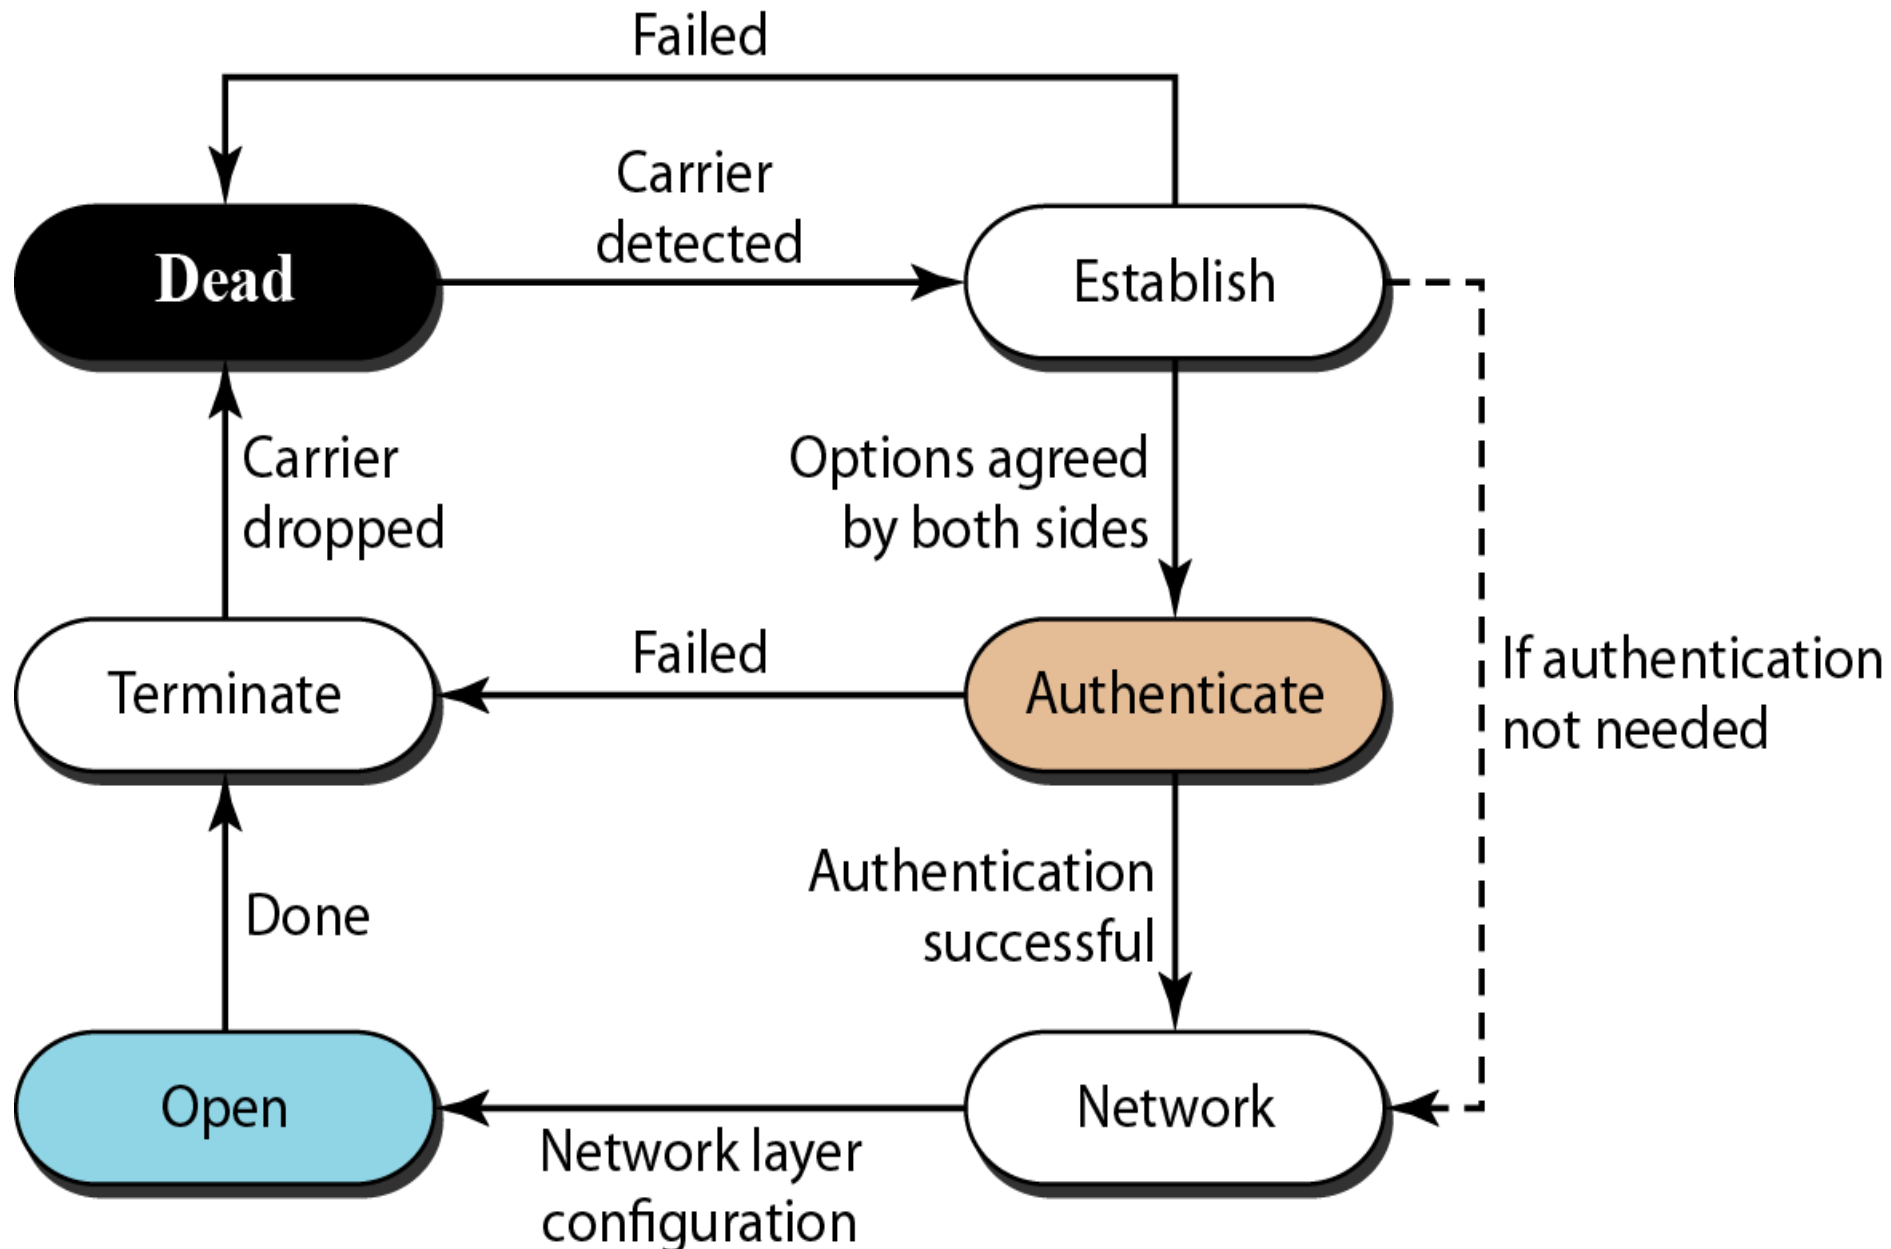 Failed
Carrier
detected
Dead
Establish
Carrier
dropped
Options agreed
by both sides
If authentication
not needed
Failed
Terminate
Authenticate
Authentication
successful
Done
Open
Network
Network layer
configuration